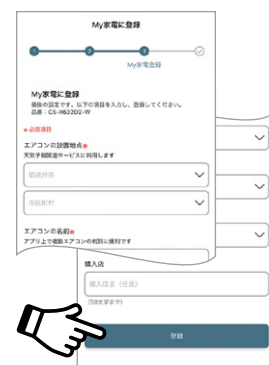 My家電に登録
My家電登録
My家電に登録
最後の設定です。以下の項目を入力し、登録してください。
品番：CS-X632D2-W
● 必須項目
エアコンの設置地点●
天気予報関連サービスに利用します
都道府県
市区町村
エアコンの名前●
アプリ上で複数エアコンの判別に便利です
購入店
購入店名（任意）
(50文字まで)
登録